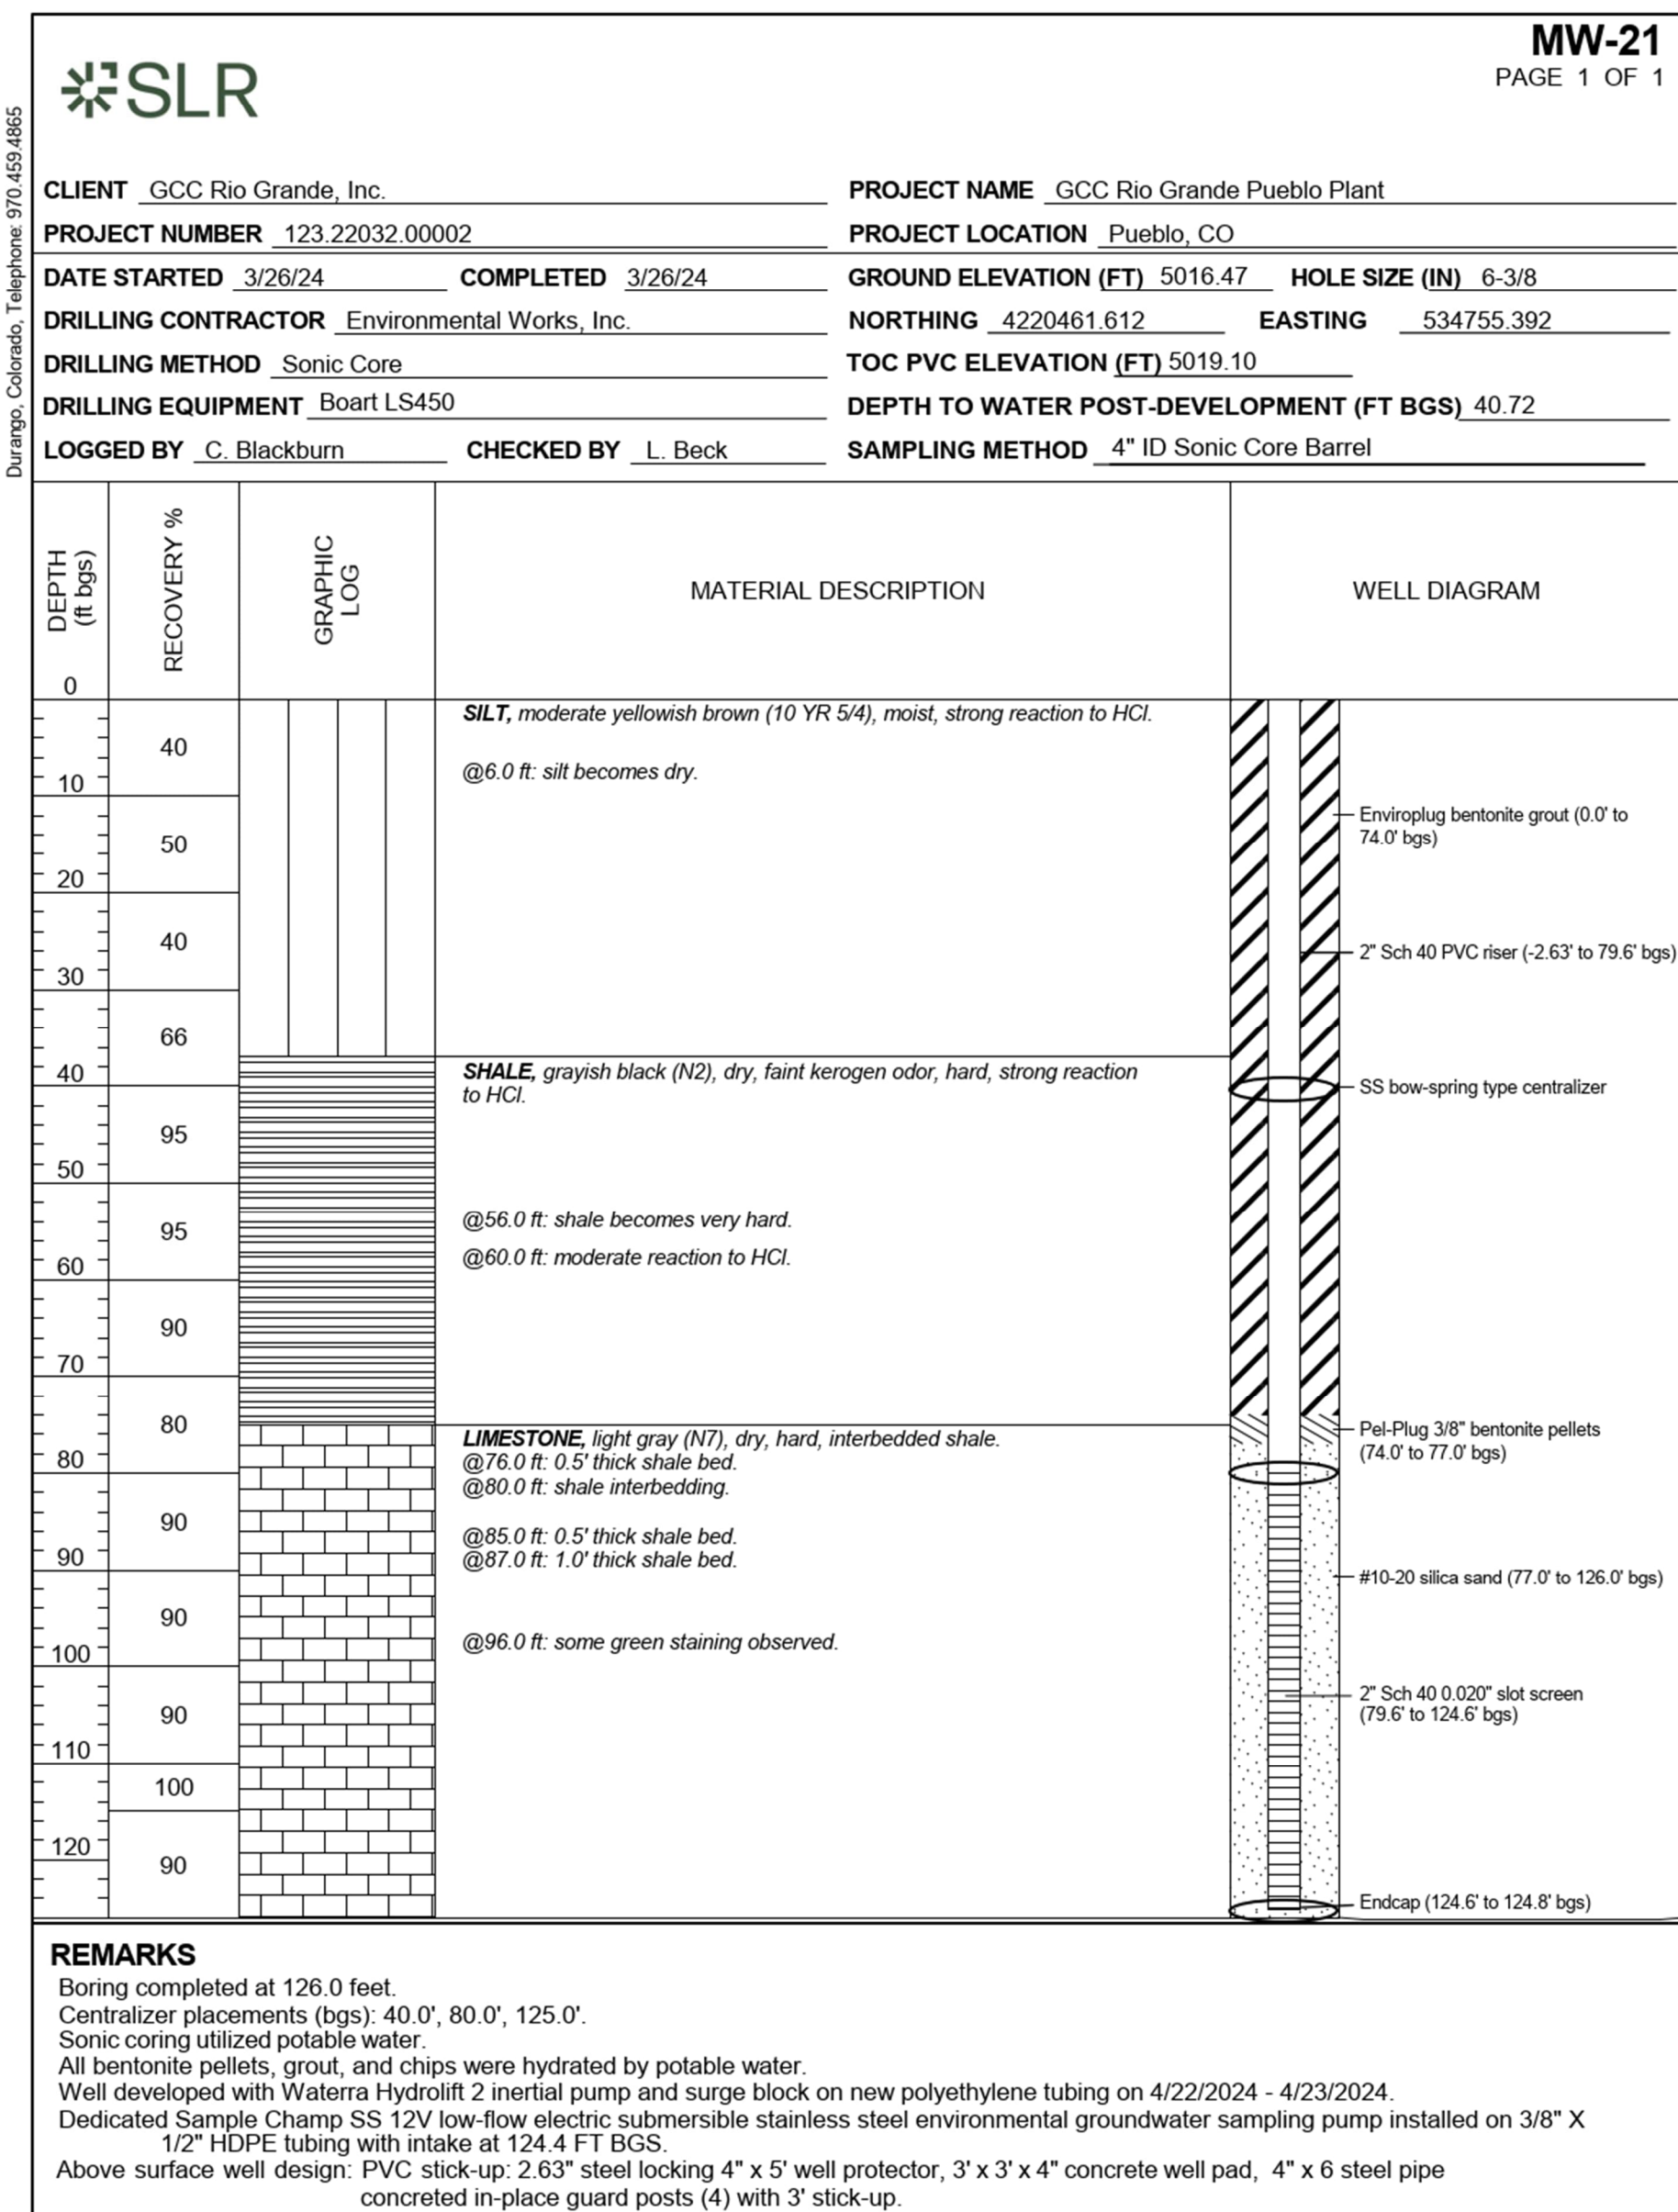 MW-21
PAGE 1 OF 1
SLR
Durango, Colorado, Telephone: 970.459.4865
CLIENT GCC Rio Grande, Inc. PROJECT NAME GCC Rio Grande Pueblo Plant
PROJECT NUMBER 123.22032.00002 PROJECT LOCATION Pueblo, CO
DATE STARTED 3/26/24 COMPLETED 3/26/24 GROUND ELEVATION (FT) 5016.47 HOLE SIZE (IN) 6-3/8
DRILLING CONTRACTOR Environmental Works, Inc. NORTHING 4220461.612 EASTING 534755.392
DRILLING METHOD Sonic Core TOC PVC ELEVATION (FT) 5019.10
DRILLING EQUIPMENT Boart LS450 DEPTH TO WATER POST-DEVELOPMENT (FT BGS) 40.72
LOGGED BY C. Blackburn CHECKED BY L. Beck SAMPLING METHOD 4" ID Sonic Core Barrel
DEPTH
(ft bgs)
RECOVERY %
GRAPHIC
LOG
MATERIAL DESCRIPTION
WELL DIAGRAM
0
SILT, moderate yellowish brown (10 YR 5/4), moist, strong reaction to HCl.
40
@6.0 ft: silt becomes dry.
10
Enviroplug bentonite grout (0.0' to
74.0' bgs)
50
20
40
2" Sch 40 PVC riser (-2.63' to 79.6' bgs)
30
66
40
SHALE, grayish black (N2), dry, faint kerogen odor, hard, strong reaction
to HCl.
SS bow-spring type centralizer
95
50
@56.0 ft: shale becomes very hard.
95
@60.0 ft: moderate reaction to HCl.
60
90
70
80
Pel-Plug 3/8" bentonite pellets
(74.0' to 77.0' bgs)
LIMESTONE, light gray (N7), dry, hard, interbedded shale.
@76.0 ft: 0.5' thick shale bed.
80
@80.0 ft: shale interbedding.
90
@85.0 ft: 0.5' thick shale bed.
@87.0 ft: 1.0' thick shale bed.
90
#10-20 silica sand (77.0' to 126.0' bgs)
90
@96.0 ft: some green staining observed.
100
2" Sch 40 0.020" slot screen
(79.6' to 124.6' bgs)
90
110
100
120
90
Endcap (124.6' to 124.8' bgs)
REMARKS
Boring completed at 126.0 feet.
Centralizer placements (bgs): 40.0', 80.0', 125.0'.
Sonic coring utilized potable water.
All bentonite pellets, grout, and chips were hydrated by potable water.
Well developed with Waterra Hydrolift 2 inertial pump and surge block on new polyethylene tubing on 4/22/2024 - 4/23/2024.
Dedicated Sample Champ SS 12V low-flow electric submersible stainless steel environmental groundwater sampling pump installed on 3/8" X
1/2" HDPE tubing with intake at 124.4 FT BGS.
Above surface well design: PVC stick-up: 2.63" steel locking 4" x 5' well protector, 3' x 3' x 4" concrete well pad, 4" x 6 steel pipe
concreted in-place guard posts (4) with 3' stick-up.